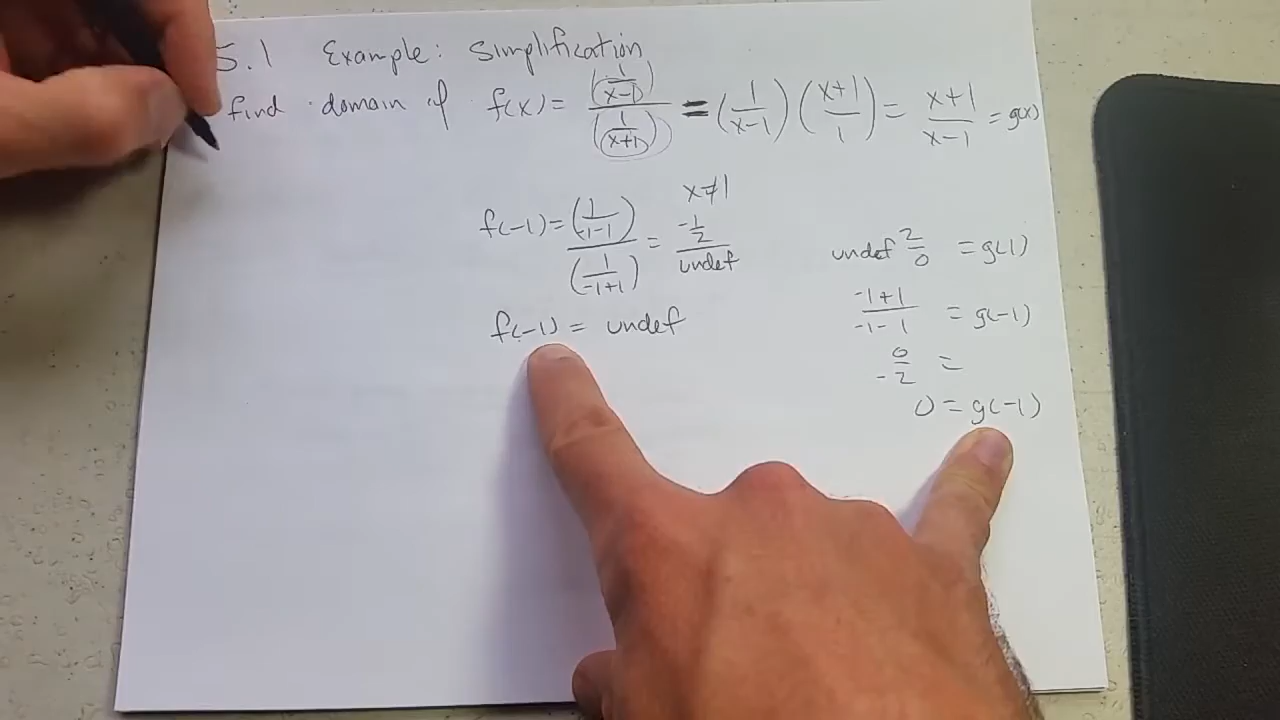 5.1 Example: Simplification
find domain if f(x) = (1/(x-1))/(1/(x+1)) = (1/(x-1)) ((x+1)/1) = (x+1)/(x-1) = g(x)
x≠1
f(-1) = (1/(-1-1))/(1/(-1+1)) = (-1/2)/undef
f(-1) = undef
undef 2/0 = g(1)
(-1+1)/(-1-1) = g(-1)
0/-2 =
0 = g(-1)